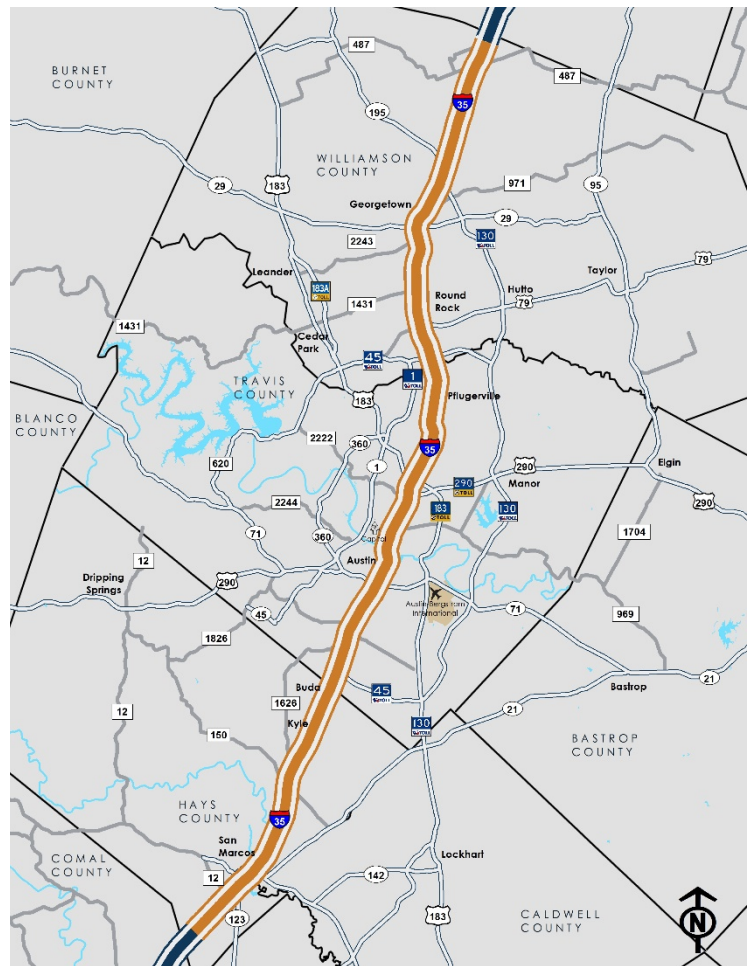 487
BURNET
COUNTY
487
35
195
WILLIAMSON
COUNTY
971
183
29
95
Georgetown
29
130
TOLL
2243
79
Leander
Taylor
183A
TOLL
Hutto
Round
Rock
79
1431
1431
Cedar
Park
45
TOLL
1
TOLL
TRAVIS
COUNTY
183
Pflugerville
BLANCO
COUNTY
2222
360
35
620
1
290
Elgin
290
TOLL
Manor
2244
183
TOLL
130
TOLL
290
71
360
Capitol
1704
12
Austin
Dripping
Springs
290
Austin Bergstrom
International
45
71
969
1826
21
Buda
45
TOLL
Bastrop
12
1626
21
Kyle
130
TOLL
150
BASTROP
COUNTY
HAYS
COUNTY
35
San
Marcos
Lockhart
COMAL
COUNTY
12
142
123
183
CALDWELL
COUNTY
N